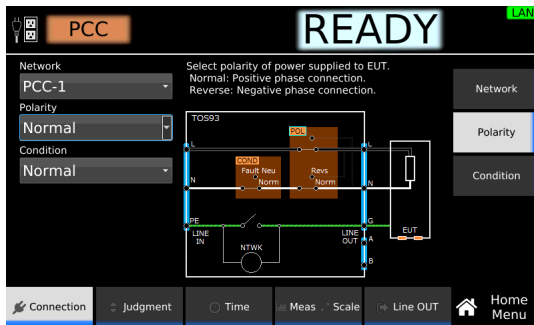 PCC
READY
LAN
Network
PCC-1
Polarity
Normal
Condition
Normal
Select polarity of power supplied to EUT.
Normal: Positive phase connection.
Reverse: Negative phase connection.
TOS93
POL
L
L
COND
Fault Neu
Revs
N
Norm
Norm
N
PE
G
EUT
LINE
IN
NTWK
LINE
OUT
A
B
Network
Polarity
Condition
Connection
Judgment
Time
Meas
Scale
Line OUT
Home
Menu